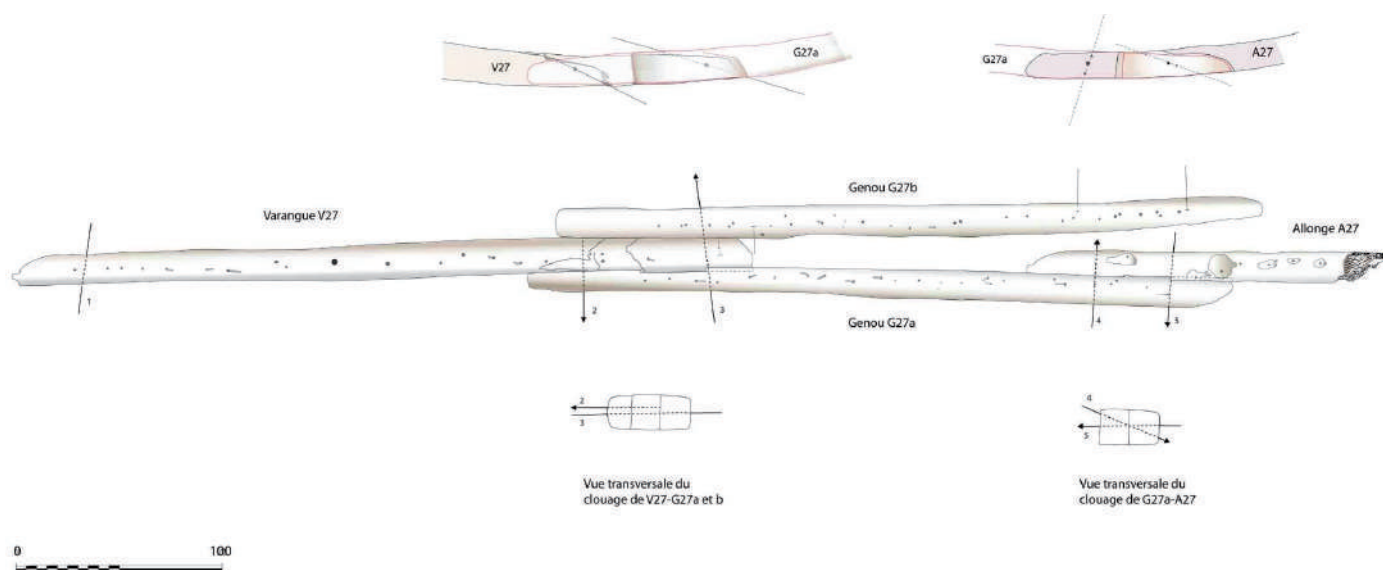 V27
G27a
G27a
A27
Genou G27b
Varangue V27
Allonge A27
1
2
3
4
5
Genou G27a
2
3
4
5
Vue transversale du
clouage de V27-G27a et b
Vue transversale du
clouage de G27a-A27
0
100